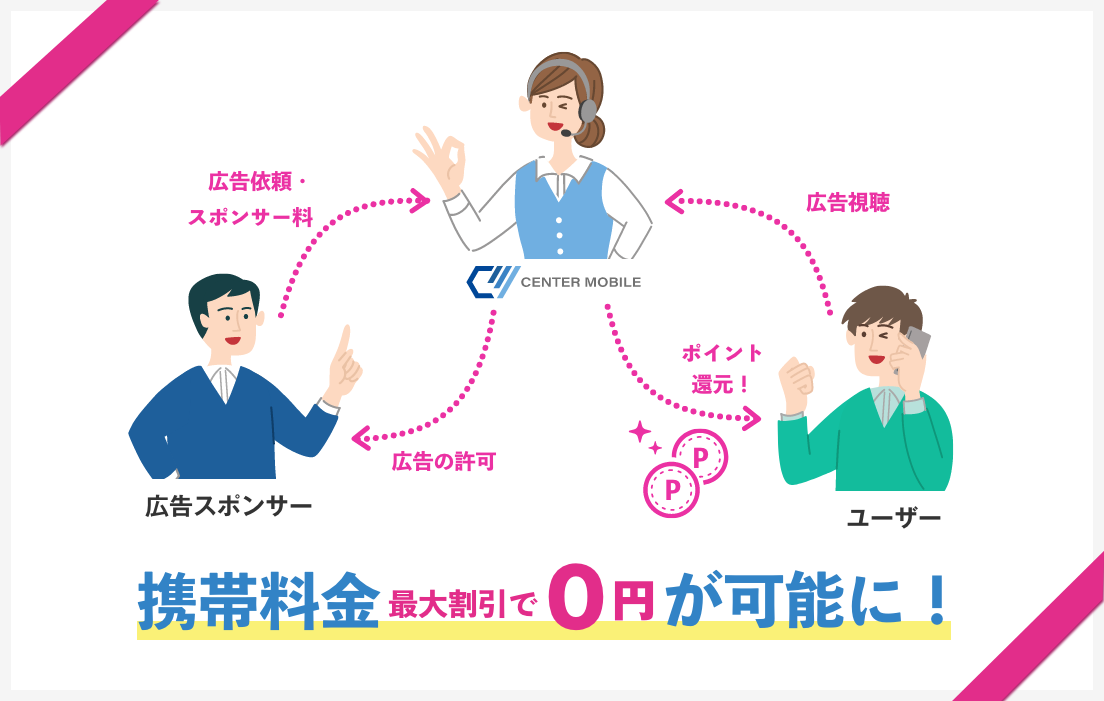 広告依頼・
スポンサー料
広告視聴
CENTER MOBILE
ポイント
還元！
広告の許可
P
P
広告スポンサー
ユーザー
携帯料金最大割引で0円が可能に！